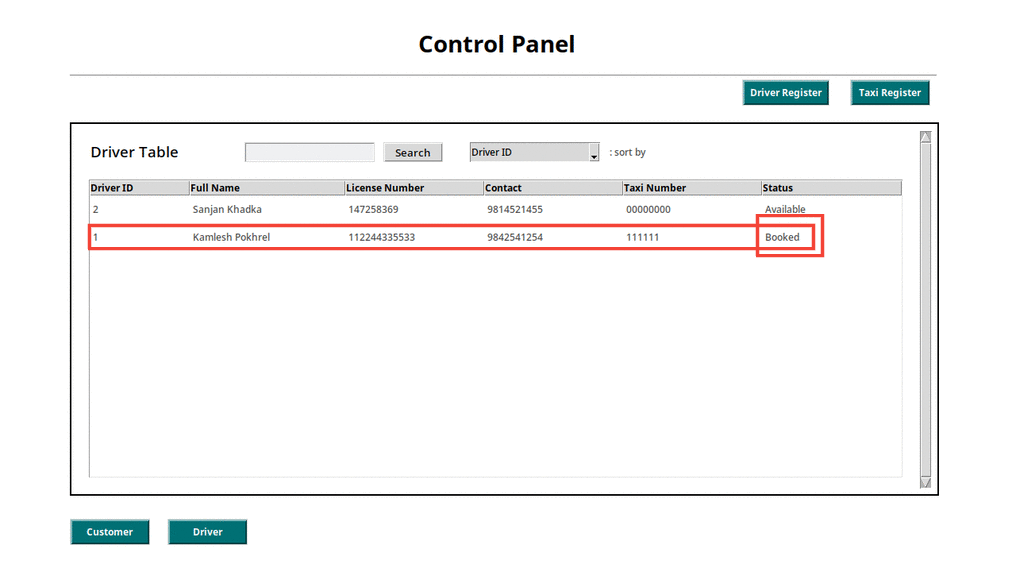 Control Panel
Driver Register Taxi Register
Driver Table Search Driver ID : sort by
Driver ID Full Name License Number Contact Taxi Number Status
2 Sanjan Khadka 147258369 9814521455 00000000 Available
1 Kamlesh Pokhrel 112244335533 9842541254 111111 Booked
Customer Driver